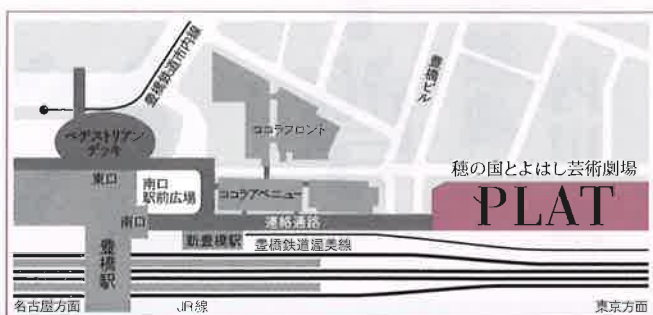 豊橋鉄道市内線
豊橋ビル
ペデストリアン
デッキ
ココラフロント
穂の国とよはし芸術劇場
PLAT
東口
南口
駅前広場
ココラアベニュー
南口
連絡通路
新豊橋駅
豊橋鉄道渥美線
豊橋駅
名古屋方面
JR線
東京方面